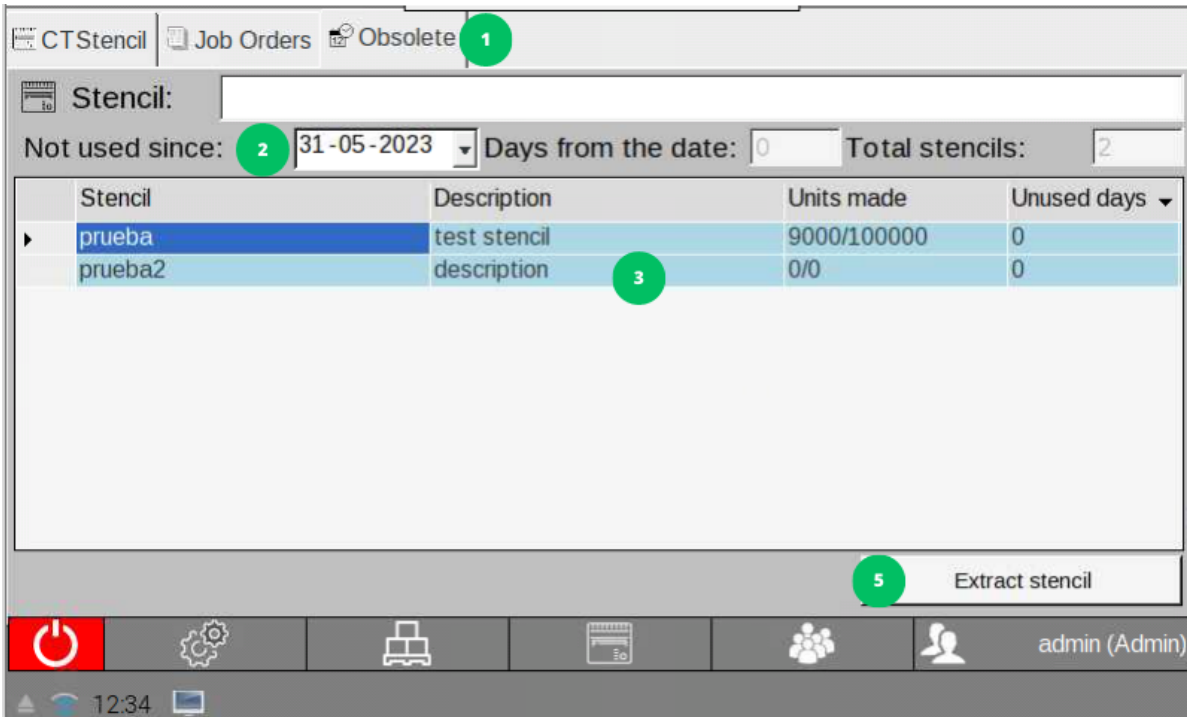 CTStencil Job Orders Obsolete 1
Stencil:
Not used since: 2 31-05-2023 Days from the date: 0 Total stencils: 2
Stencil Description Units made Unused days
prueba test stencil 9000/100000 0
prueba2 description 3 0/0 0
5 Extract stencil
admin (Admin)
12:34